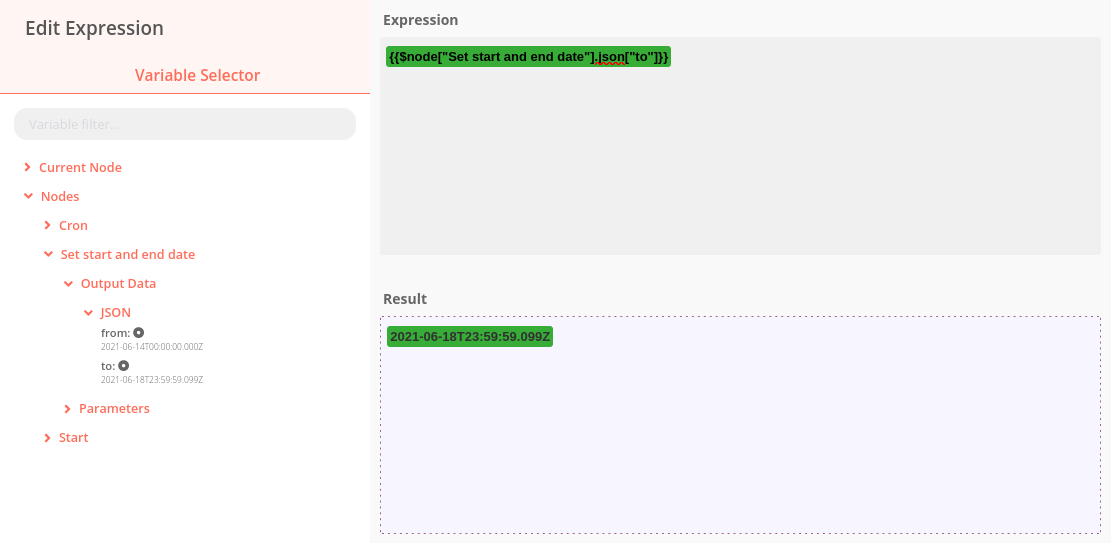 Edit Expression
Variable Selector
Variable filter...
Current Node
Nodes
Cron
Set start and end date
Output Data
JSON
from:
2021-06-14T00:00:00.000Z
to:
2021-06-18T23:59:59.099Z
Parameters
Start
Expression
{{$node["Set start and end date"].json["to"]}}
Result
2021-06-18T23:59:59.099Z